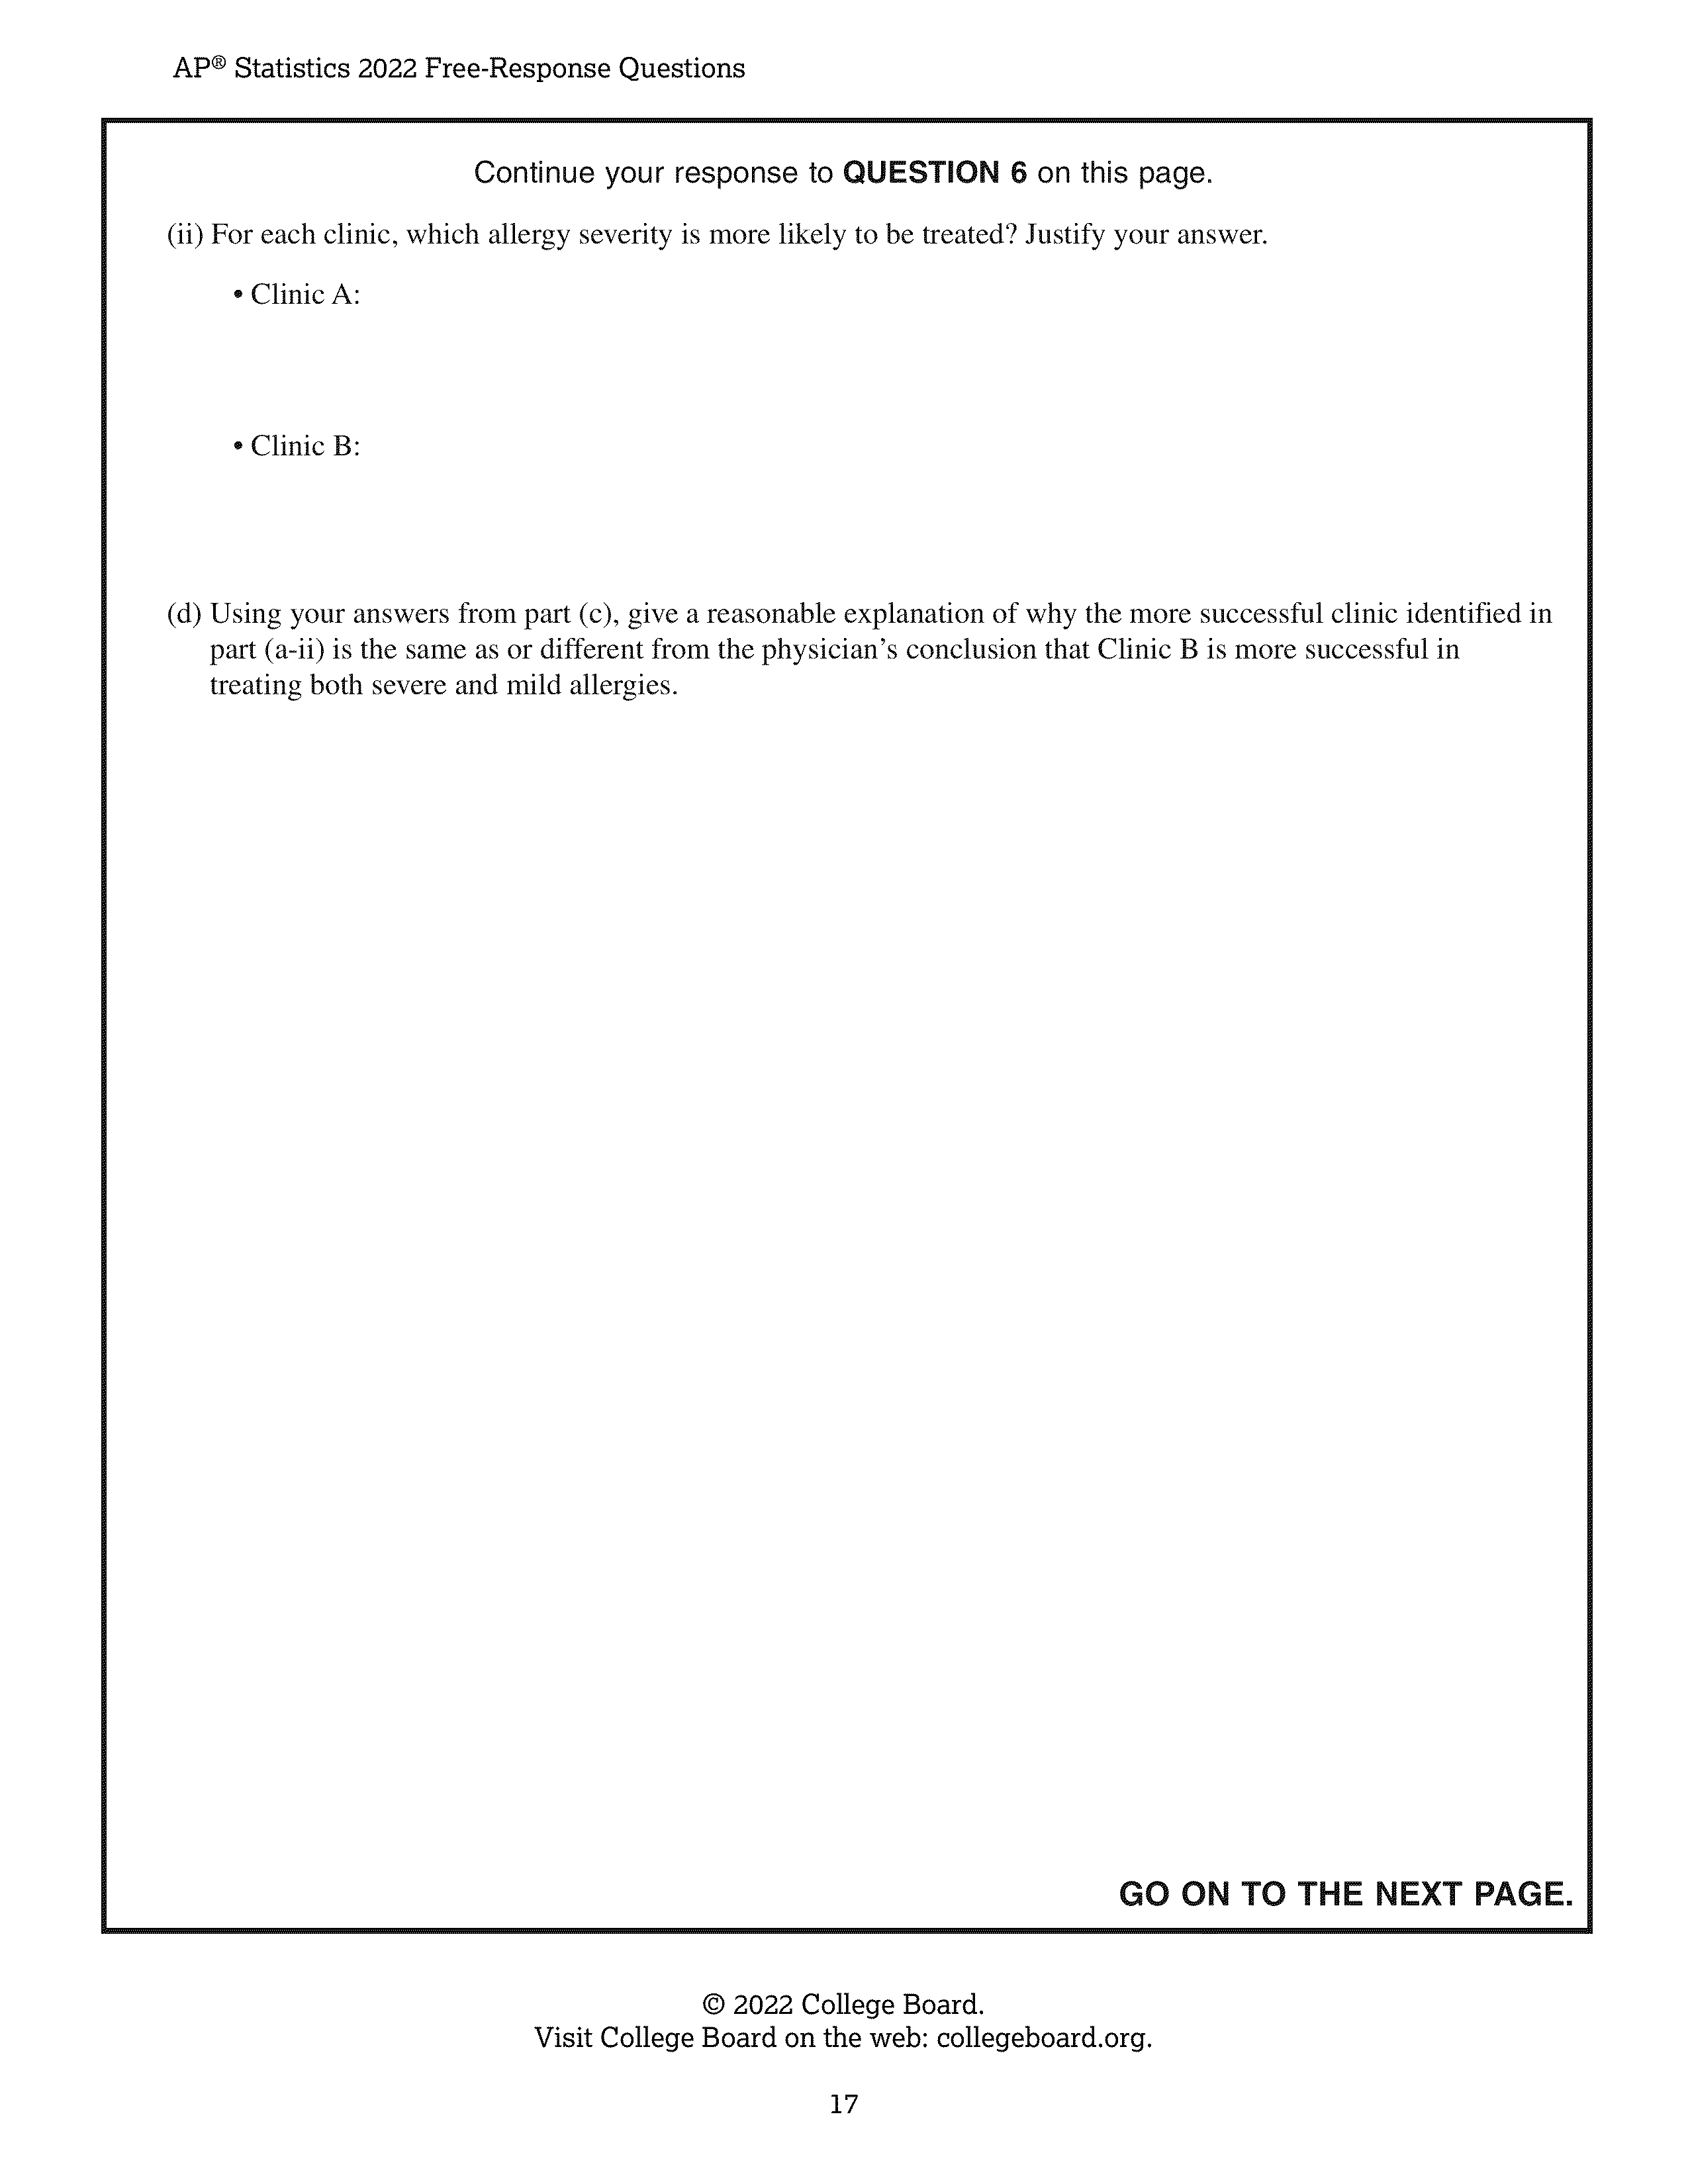 AP® Statistics 2022 Free-Response Questions
Continue your response to QUESTION 6 on this page.
(ii) For each clinic, which allergy severity is more likely to be treated? Justify your answer.
• Clinic A:
• Clinic B:
(d) Using your answers from part (c), give a reasonable explanation of why the more successful clinic identified in
part (a-ii) is the same as or different from the physician’s conclusion that Clinic B is more successful in
treating both severe and mild allergies.
GO ON TO THE NEXT PAGE.
© 2022 College Board.
Visit College Board on the web: collegeboard.org.
17